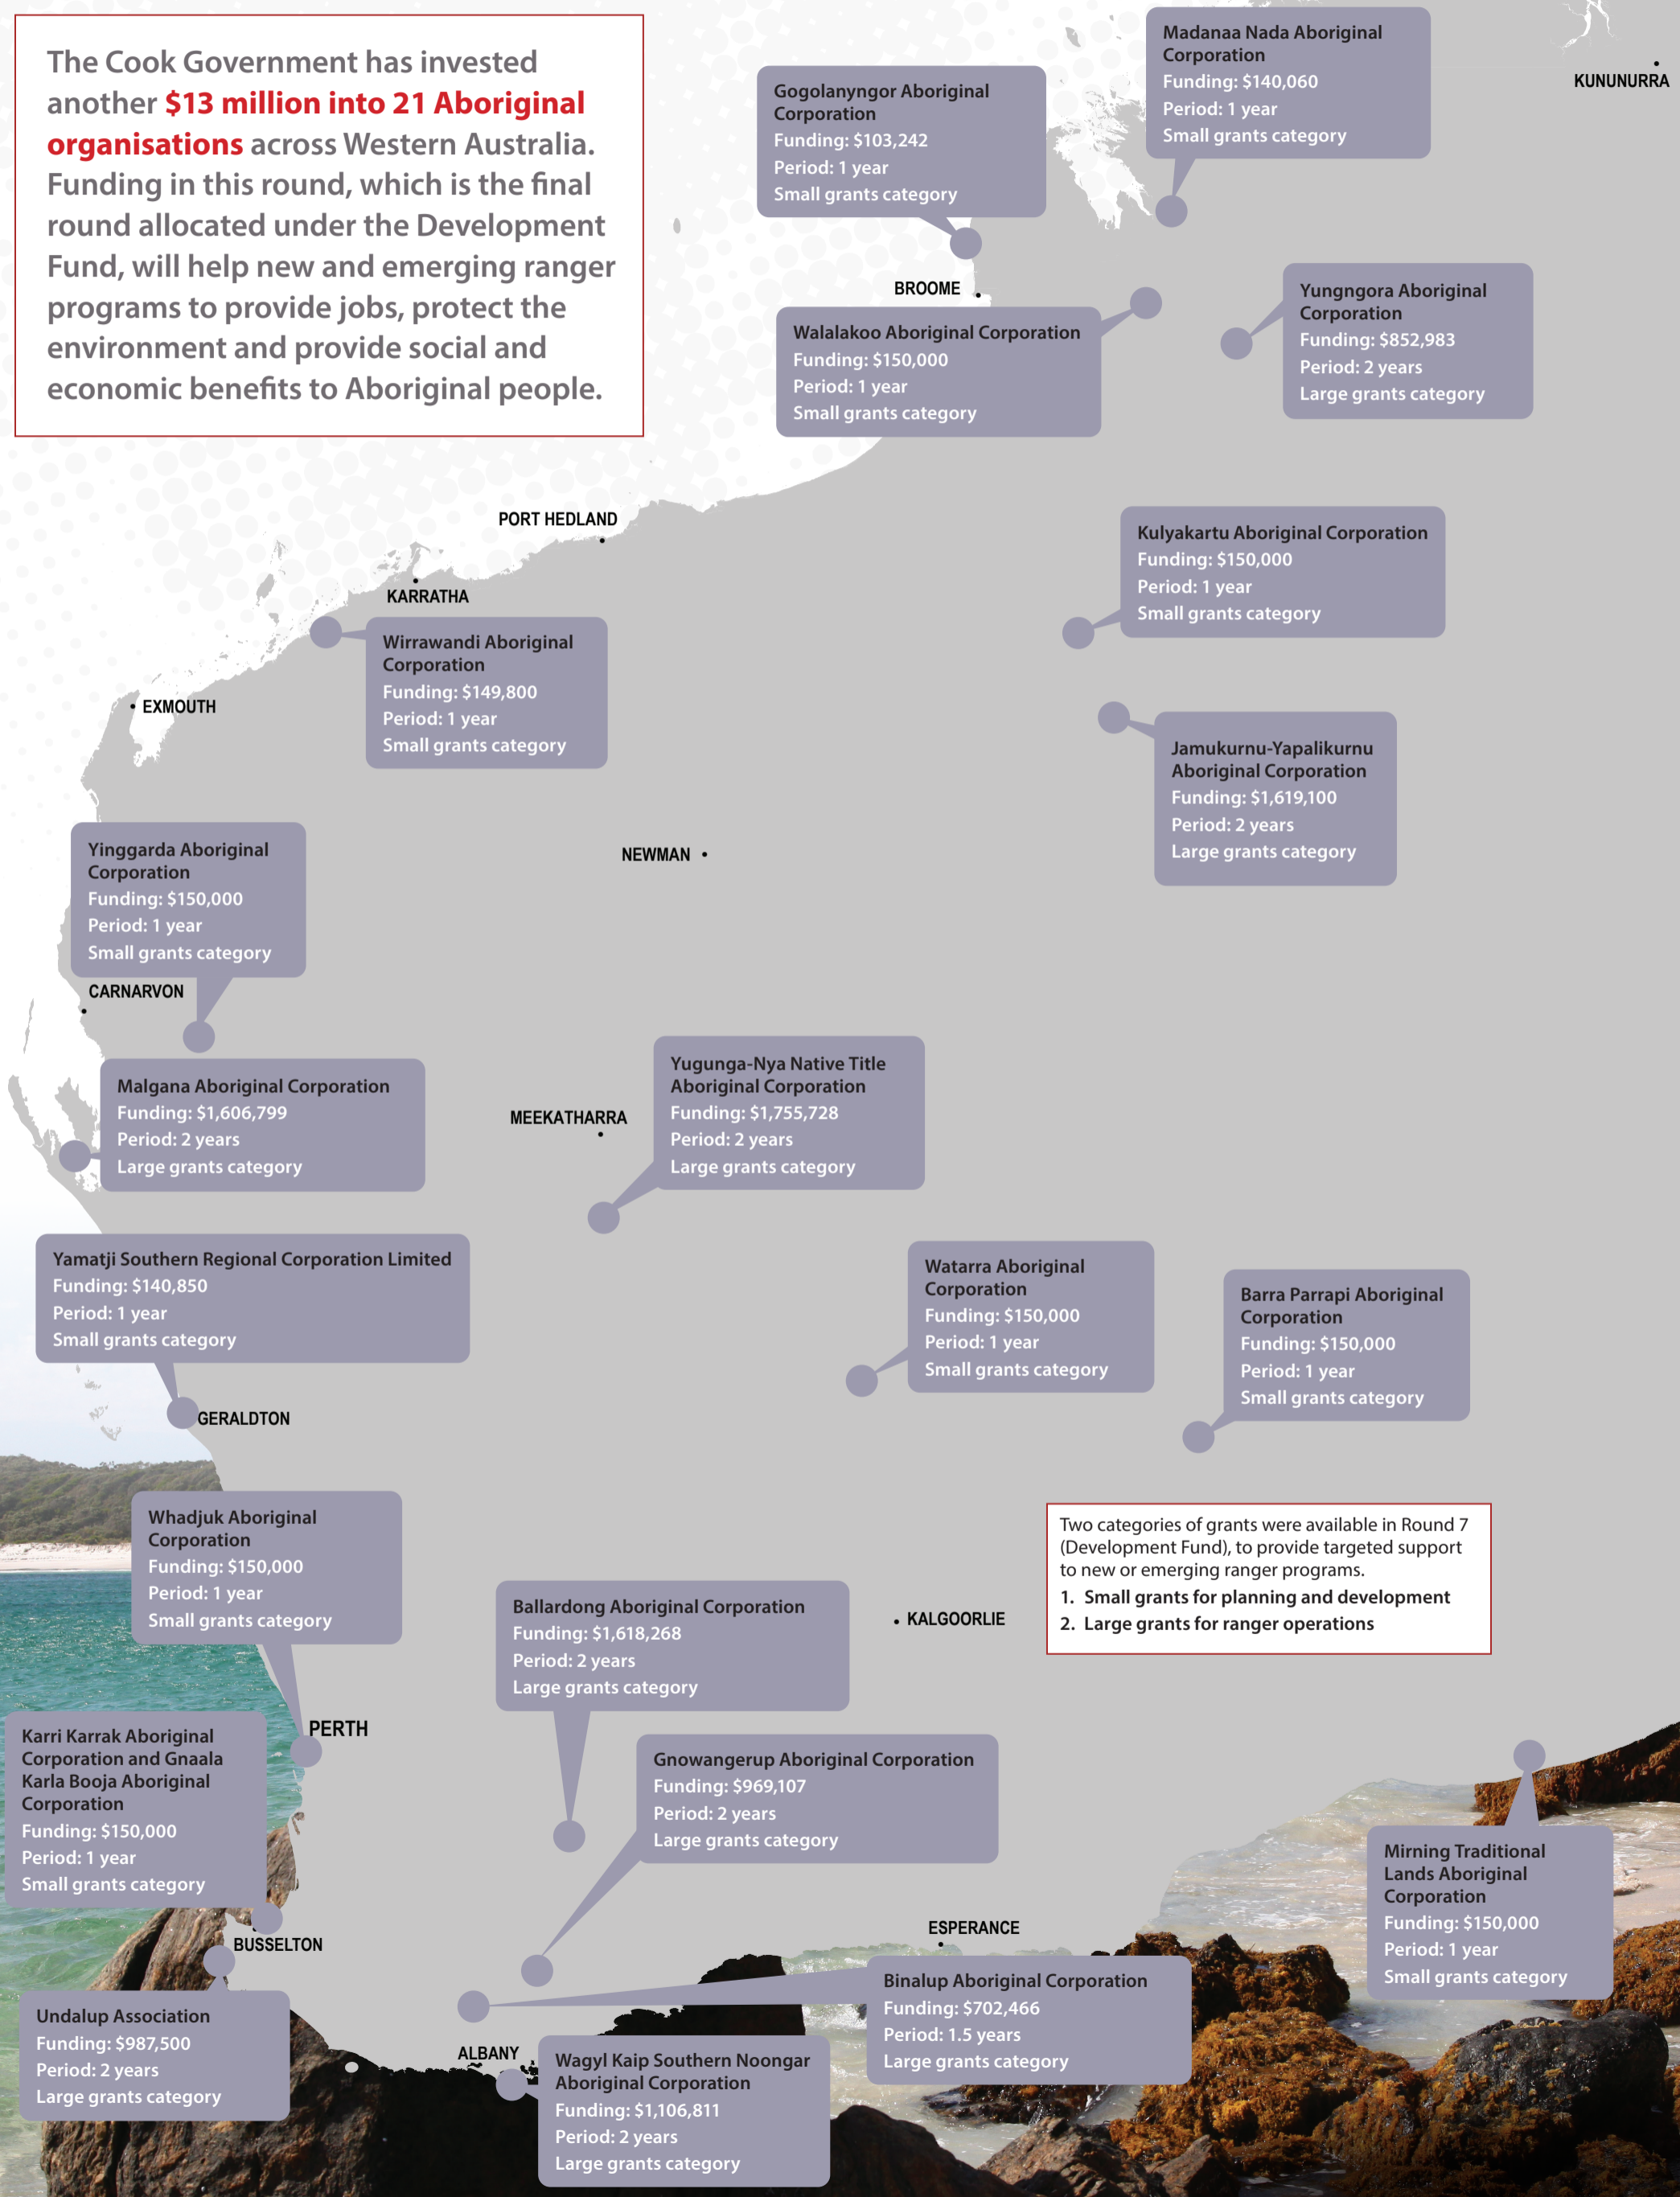 The Cook Government has invested
another $13 million into 21 Aboriginal
organisations across Western Australia.
Funding in this round, which is the final
round allocated under the Development
Fund, will help new and emerging ranger
programs to provide jobs, protect the
environment and provide social and
economic benefits to Aboriginal people.
Madanaa Nada Aboriginal
Corporation
Funding: $140,060
Period: 1 year
Small grants category
KUNUNURRA
Gogolanyngor Aboriginal
Corporation
Funding: $103,242
Period: 1 year
Small grants category
BROOME
Walalakoo Aboriginal Corporation
Funding: $150,000
Period: 1 year
Small grants category
Yungngora Aboriginal
Corporation
Funding: $852,983
Period: 2 years
Large grants category
PORT HEDLAND
KARRATHA
Kulyakartu Aboriginal Corporation
Funding: $150,000
Period: 1 year
Small grants category
Wirrawandi Aboriginal
Corporation
Funding: $149,800
Period: 1 year
Small grants category
EXMOUTH
Jamukurnu-Yapalikurnu
Aboriginal Corporation
Funding: $1,619,100
Period: 2 years
Large grants category
NEWMAN
Yinggarda Aboriginal
Corporation
Funding: $150,000
Period: 1 year
Small grants category
CARNARVON
Malgana Aboriginal Corporation
Funding: $1,606,799
Period: 2 years
Large grants category
MEEKATHARRA
Yugunga-Nya Native Title
Aboriginal Corporation
Funding: $1,755,728
Period: 2 years
Large grants category
Yamatji Southern Regional Corporation Limited
Funding: $140,850
Period: 1 year
Small grants category
GERALDTON
Watarra Aboriginal
Corporation
Funding: $150,000
Period: 1 year
Small grants category
Barra Parrapi Aboriginal
Corporation
Funding: $150,000
Period: 1 year
Small grants category
Whadjuk Aboriginal
Corporation
Funding: $150,000
Period: 1 year
Small grants category
Two categories of grants were available in Round 7
(Development Fund), to provide targeted support
to new or emerging ranger programs.
1. Small grants for planning and development
2. Large grants for ranger operations
Ballardong Aboriginal Corporation
Funding: $1,618,268
Period: 2 years
Large grants category
KALGOORLIE
PERTH
Karri Karrak Aboriginal
Corporation and Gnaala
Karla Booja Aboriginal
Corporation
Funding: $150,000
Period: 1 year
Small grants category
Gnowangerup Aboriginal Corporation
Funding: $969,107
Period: 2 years
Large grants category
Mirning Traditional
Lands Aboriginal
Corporation
Funding: $150,000
Period: 1 year
Small grants category
BUSSELTON
ESPERANCE
Undalup Association
Funding: $987,500
Period: 2 years
Large grants category
Binalup Aboriginal Corporation
Funding: $702,466
Period: 1.5 years
Large grants category
ALBANY
Wagyl Kaip Southern Noongar
Aboriginal Corporation
Funding: $1,106,811
Period: 2 years
Large grants category